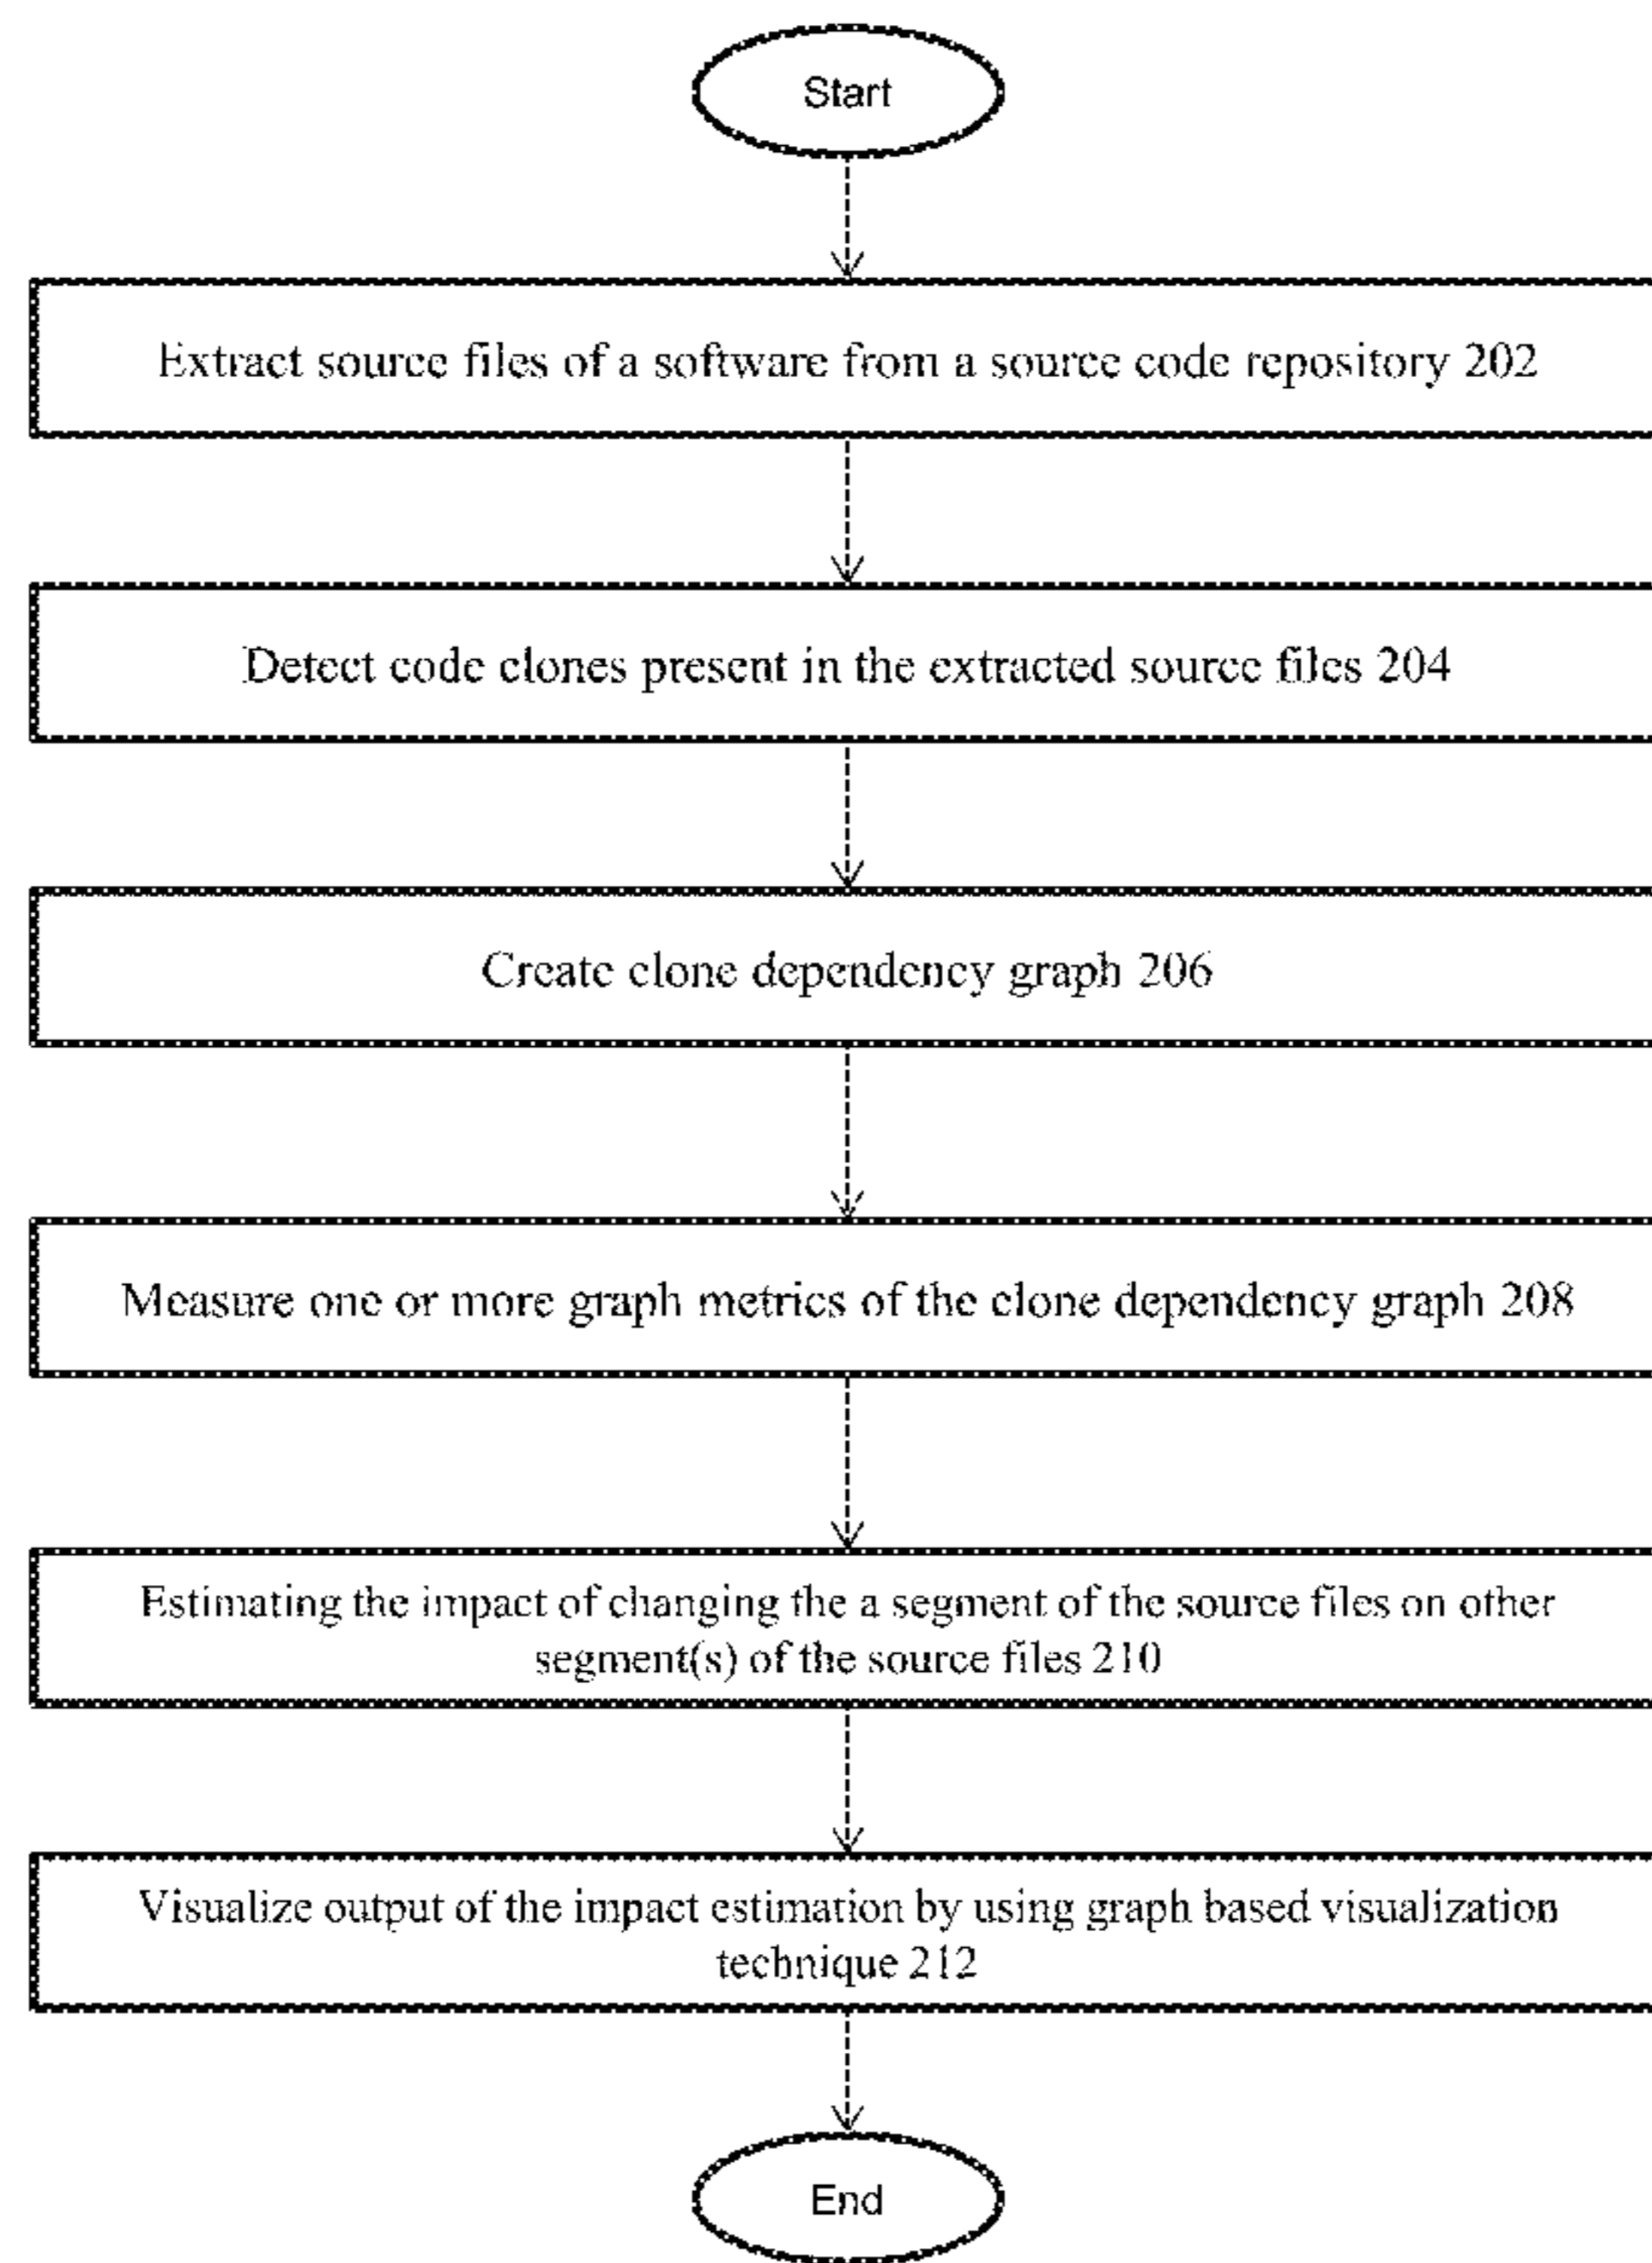 Start
Extract source files of a software from a source code repository 202
Detect code clones present in the extracted source files 204
Create clone dependency graph 206
Measure one or more graph metrics of the clone dependency graph 208
Estimating the impact of changing the a segment of the source files on other
segment(s) of the source files 210
Visualize output of the impact estimation by using graph based visualization
technique 212
End